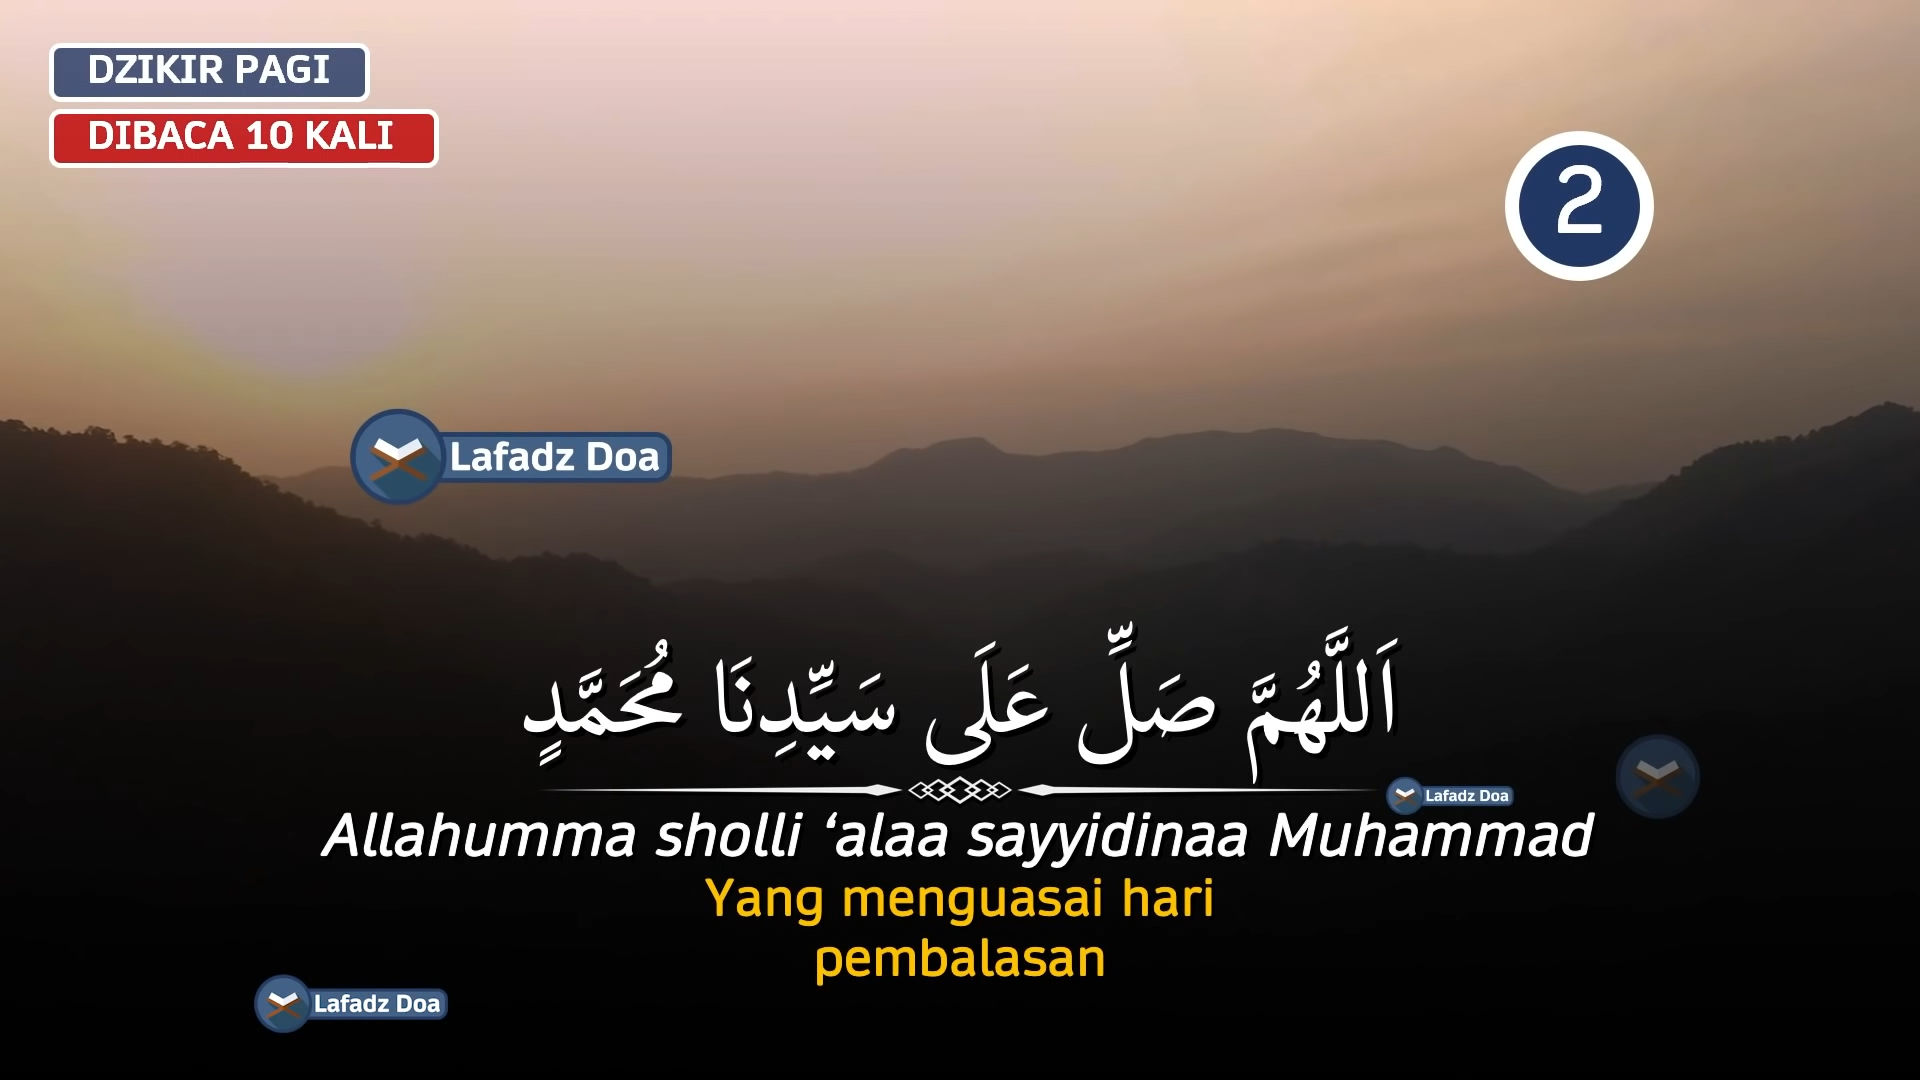 DZIKIR PAGI
DIBACA 10 KALI
2
Lafadz Doa
اَللَّهُمَّ صَلِّ عَلَى سَيِّدِنَا مُحَمَّدٍ
Lafadz Doa
Allahumma sholli ‘alaa sayyidinaa Muhammad
Yang menguasai hari
pembalasan
Lafadz Doa